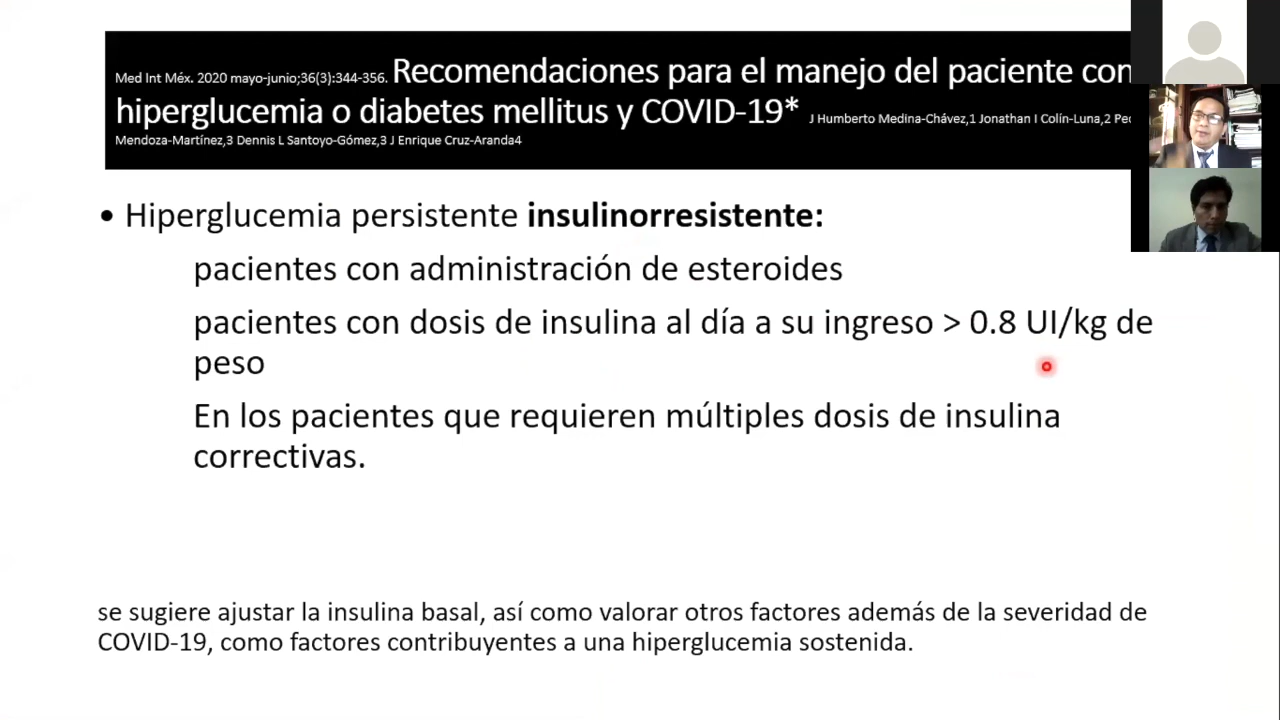 Med Int Méx. 2020 mayo-junio;36(3):344-356. Recomendaciones para el manejo del paciente con
hiperglucemia o diabetes mellitus y COVID-19* J Humberto Medina-Chávez,1 Jonathan I Colín-Luna,2
Mendoza-Martínez,3 Dennis L Santoyo-Gómez,3 J Enrique Cruz-Aranda4
• Hiperglucemia persistente insulinorresistente:
pacientes con administración de esteroides
pacientes con dosis de insulina al día a su ingreso > 0.8 UI/kg de
peso
En los pacientes que requieren múltiples dosis de insulina
correctivas.
se sugiere ajustar la insulina basal, así como valorar otros factores además de la severidad de
COVID-19, como factores contribuyentes a una hiperglucemia sostenida.